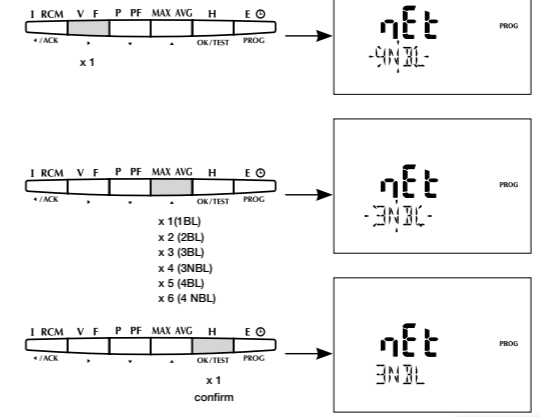 I RCM V F P PF MAX AVG H E
/ACK OK/TEST PROG
x 1
nEt
PROG
-4NBL-
I RCM V F P PF MAX AVG H E
/ACK OK/TEST PROG
x 1(1BL)
x 2 (2BL)
x 3 (3BL)
x 4 (3NBL)
x 5 (4BL)
x 6 (4 NBL)
nEt
PROG
-3NBL-
I RCM V F P PF MAX AVG H E
/ACK OK/TEST PROG
x 1
confirm
nEt
PROG
3NBL